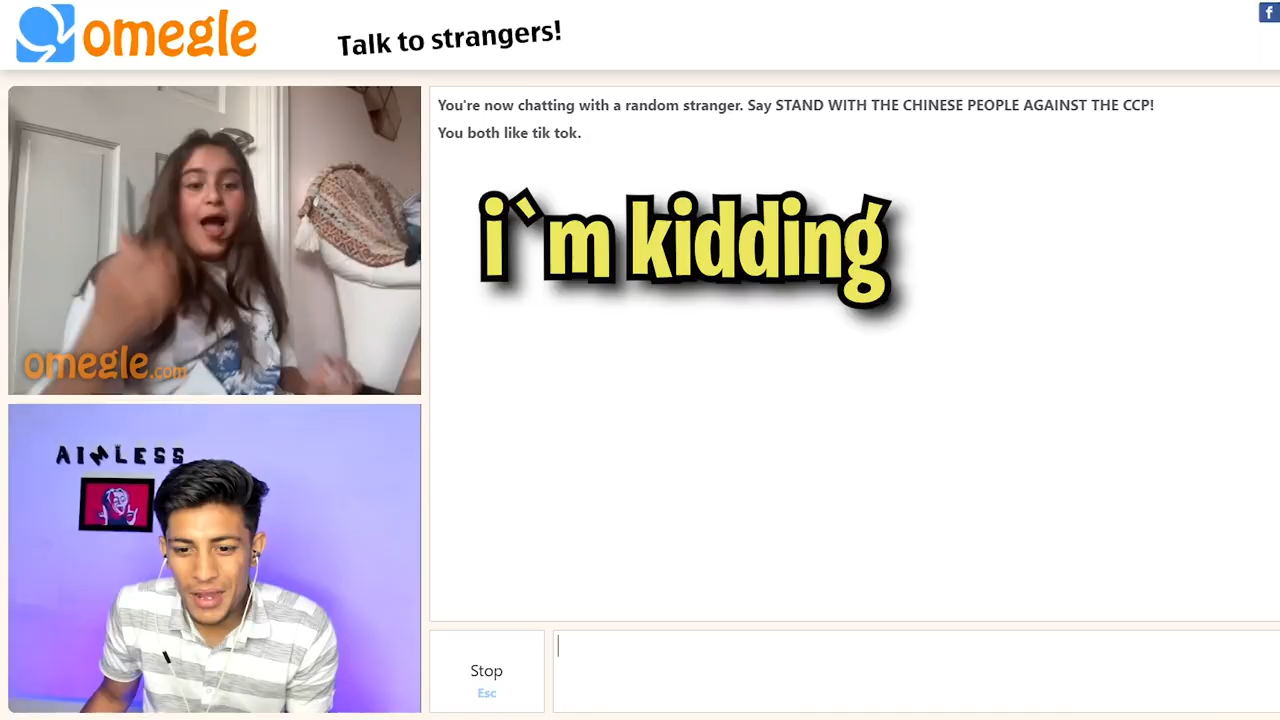 omegle
Talk to strangers!
f
You're now chatting with a random stranger. Say STAND WITH THE CHINESE PEOPLE AGAINST THE CCP!
You both like tik tok.
i`m kidding
omegle.com
AIMLESS
Stop
Esc